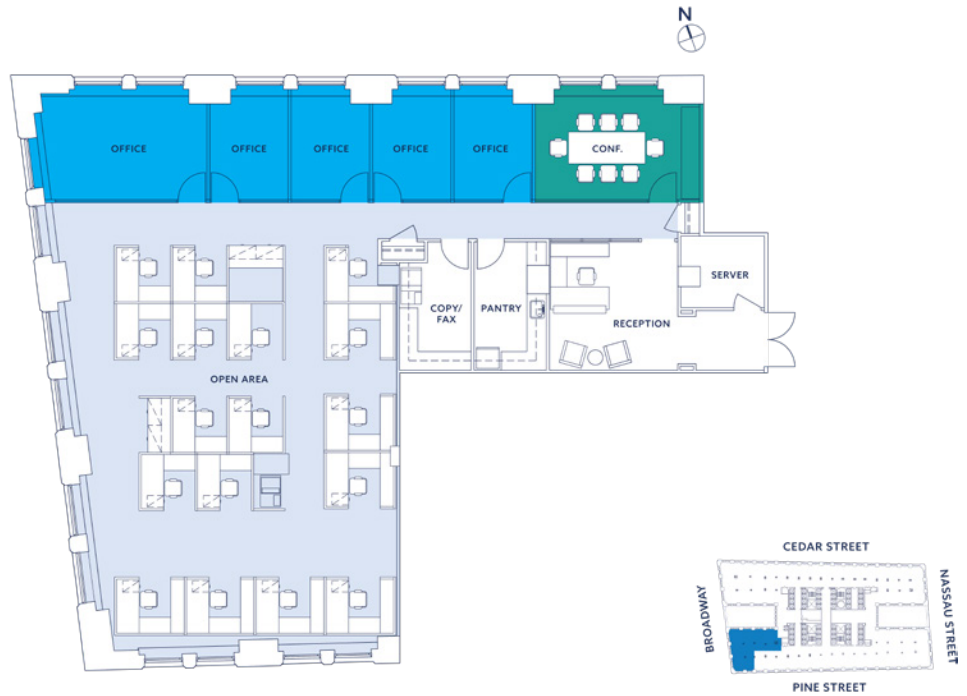 N
OFFICE
OFFICE
OFFICE
OFFICE
OFFICE
CONF.
COPY/
FAX
PANTRY
RECEPTION
SERVER
OPEN AREA
CEDAR STREET
BROADWAY
NASSAU STREET
PINE STREET